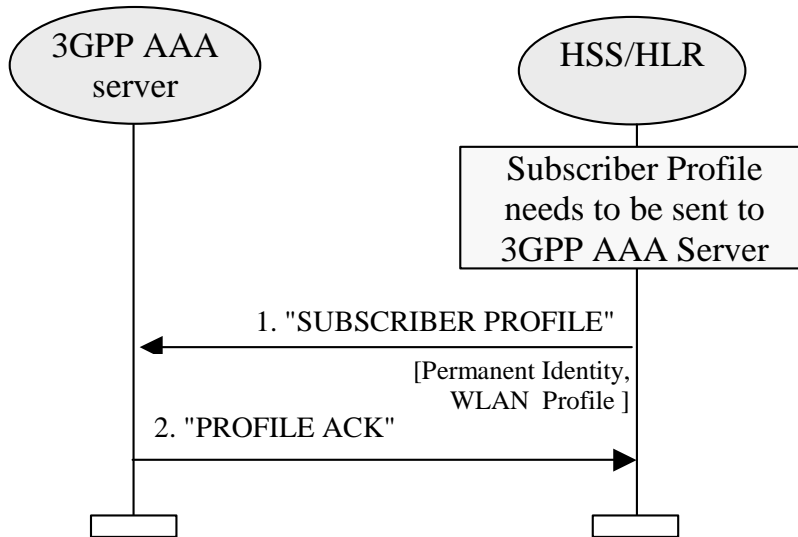 3GPP AAA
server
HSS/HLR
Subscriber Profile
needs to be sent to
3GPP AAA Server
1. "SUBSCRIBER PROFILE"
[Permanent Identity,
WLAN Profile ]
2. "PROFILE ACK"